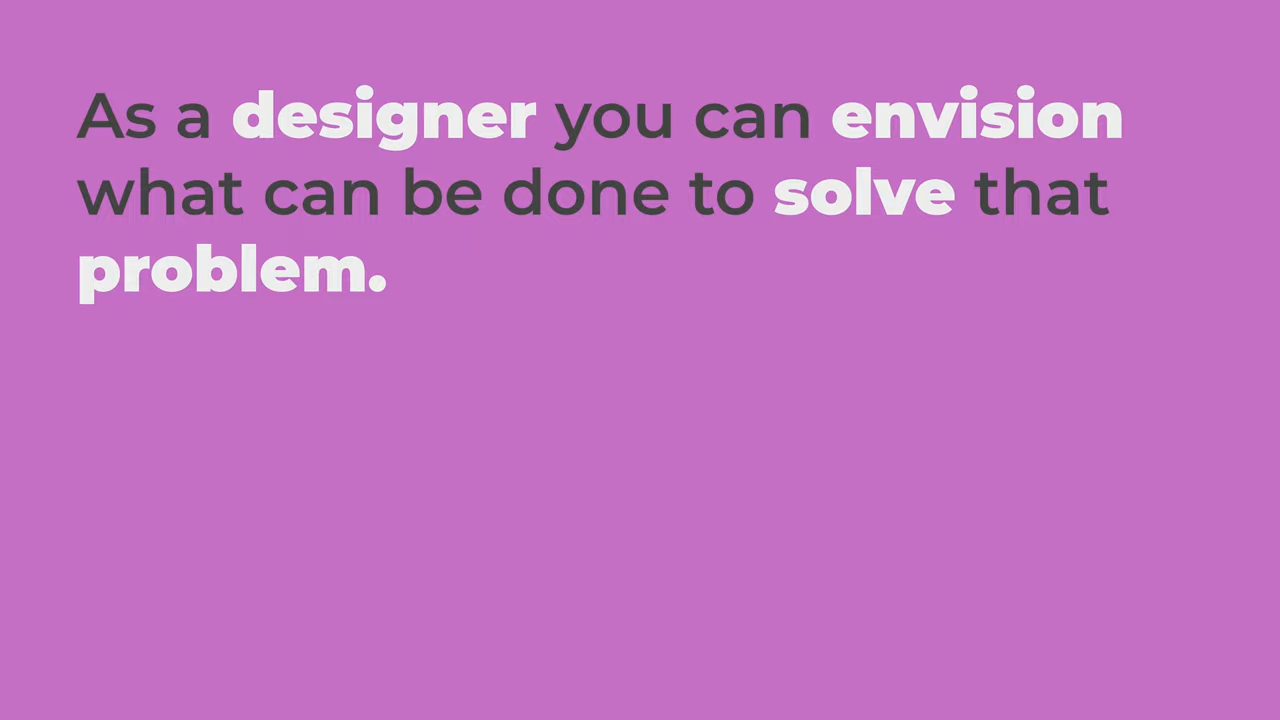 As a designer you can envision
what can be done to solve that
problem.